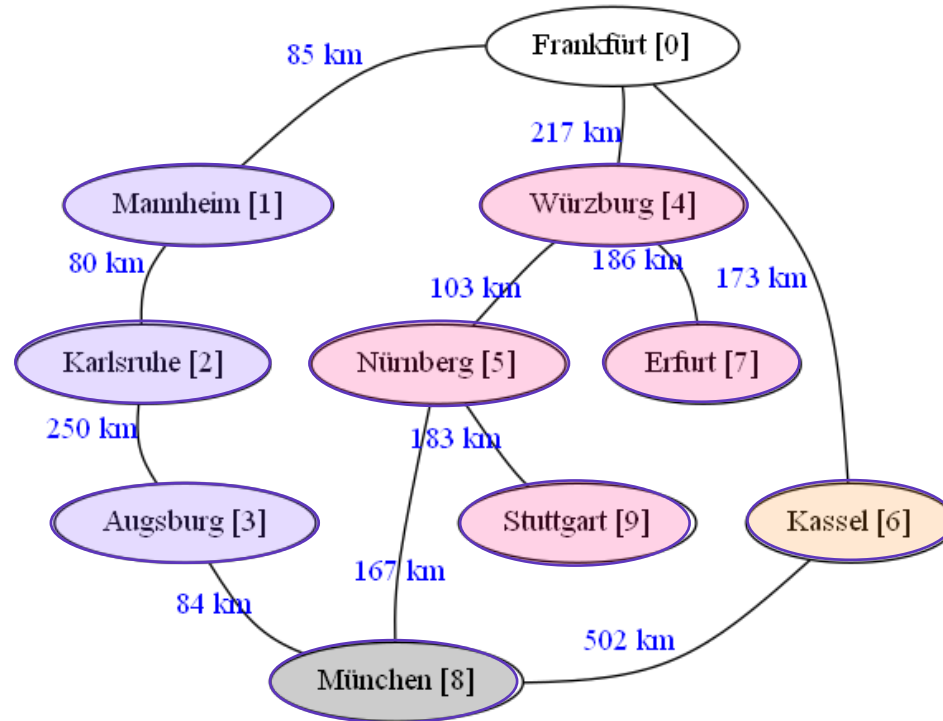 Frankfürt [0]
85 km
217 km
Mannheim [1]
Würzburg [4]
80 km
186 km
103 km
173 km
Karlsruhe [2]
Nürnberg [5]
Erfurt [7]
250 km
183 km
Augsburg [3]
Stuttgart [9]
Kassel [6]
167 km
84 km
502 km
München [8]